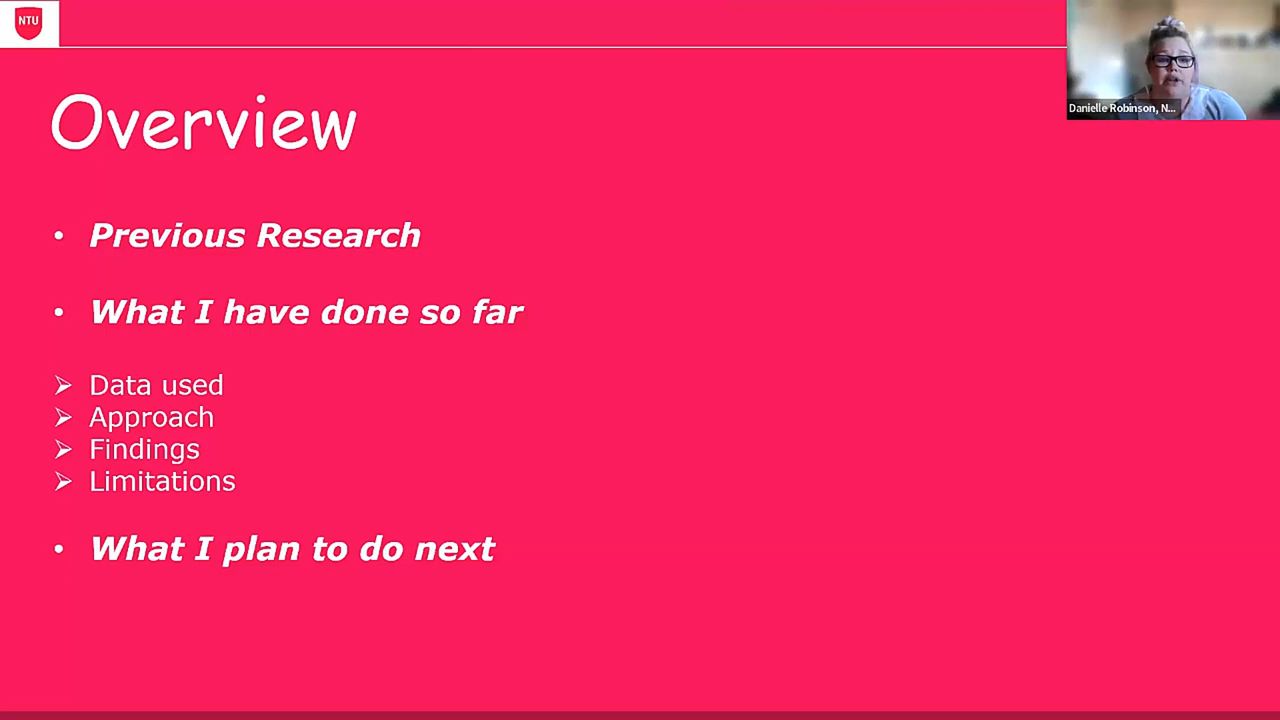 NTU
Danielle Robinson, N...
Overview
• Previous Research
• What I have done so far
➢ Data used
➢ Approach
➢ Findings
➢ Limitations
• What I plan to do next